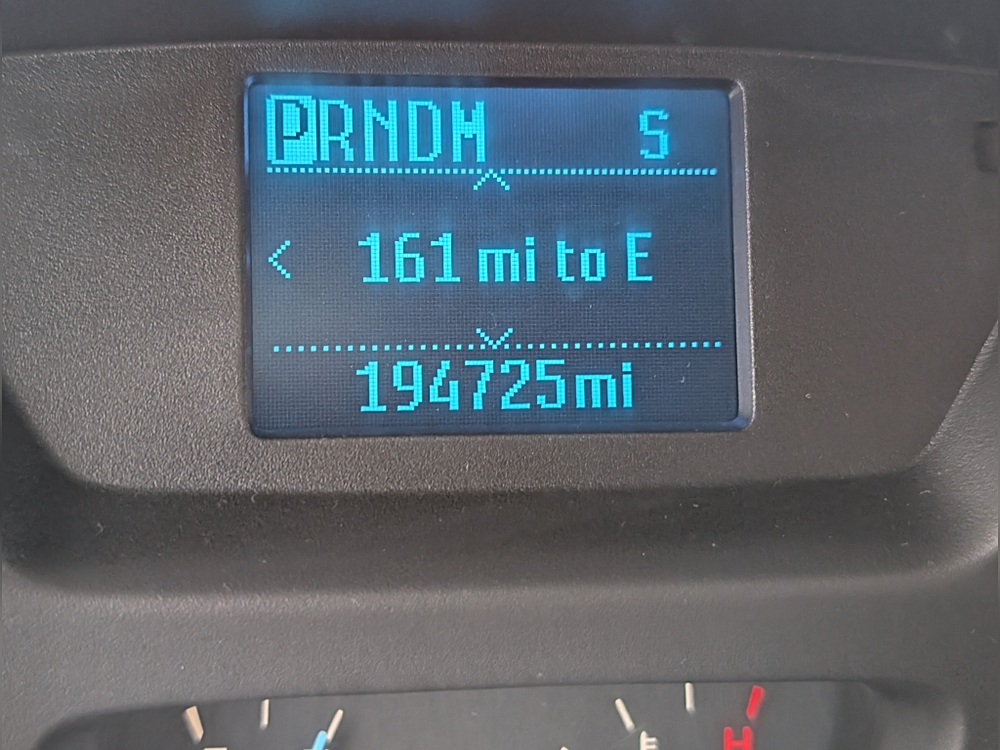 PRNDM S
161 mi to E
194725mi
H